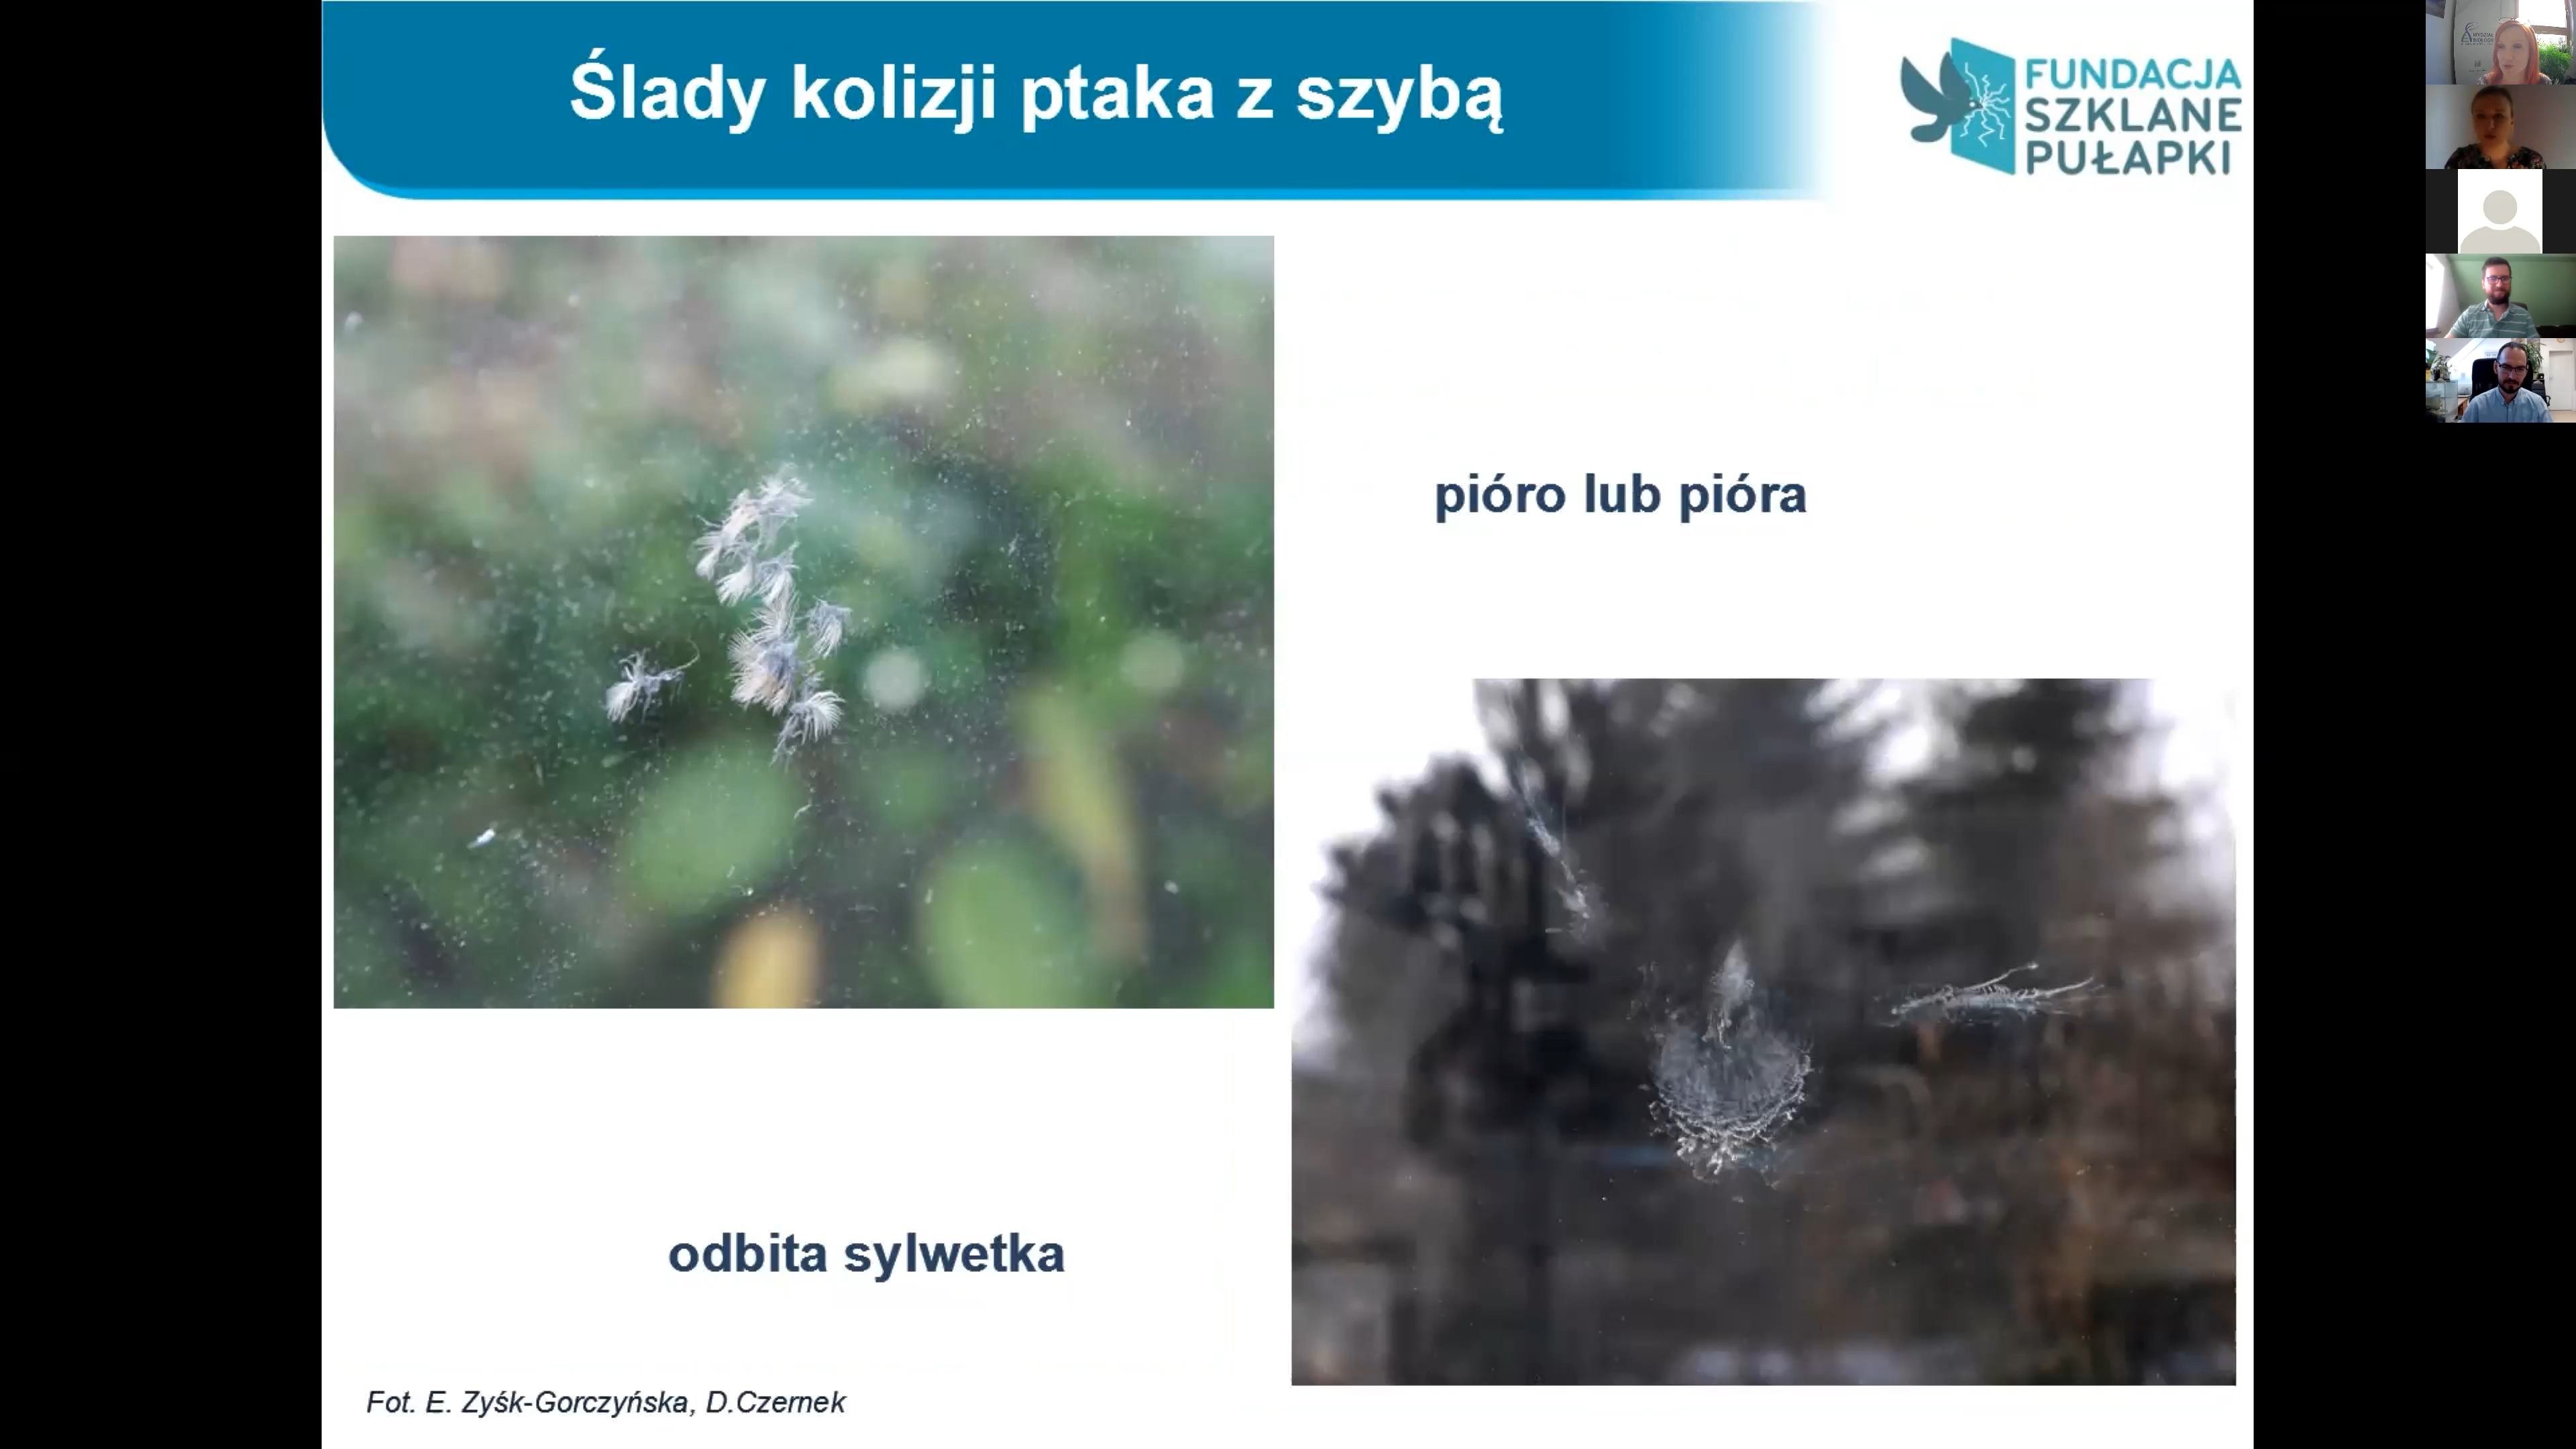 Ślady kolizji ptaka z szybą
FUNDACJA
SZKLANE
PUŁAPKI
pióro lub pióra
odbita sylwetka
Fot. E. Zyśk-Gorczyńska, D.Czernek